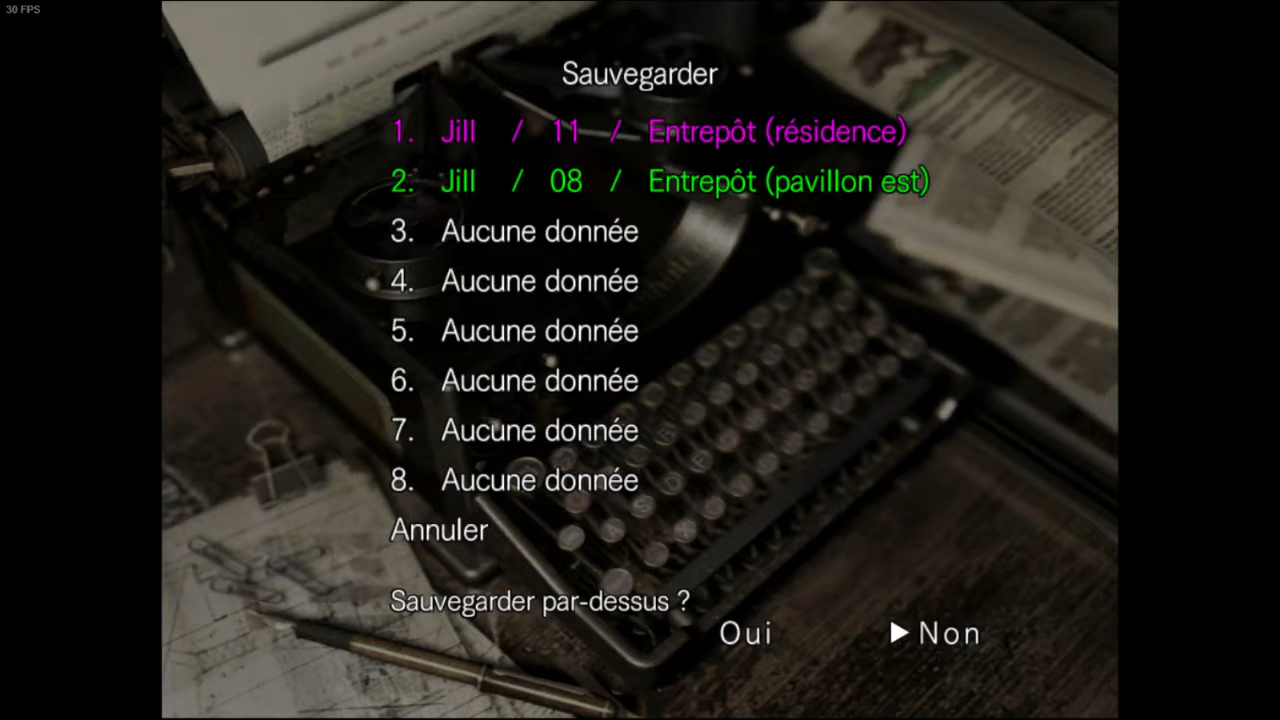 30 FPS
Sauvegarder
1. Jill / 11 / Entrepôt (résidence)
2. Jill / 08 / Entrepôt (pavillon est)
3. Aucune donnée
4. Aucune donnée
5. Aucune donnée
6. Aucune donnée
7. Aucune donnée
8. Aucune donnée
Annuler
Sauvegarder par-dessus ?
Oui ▶Non